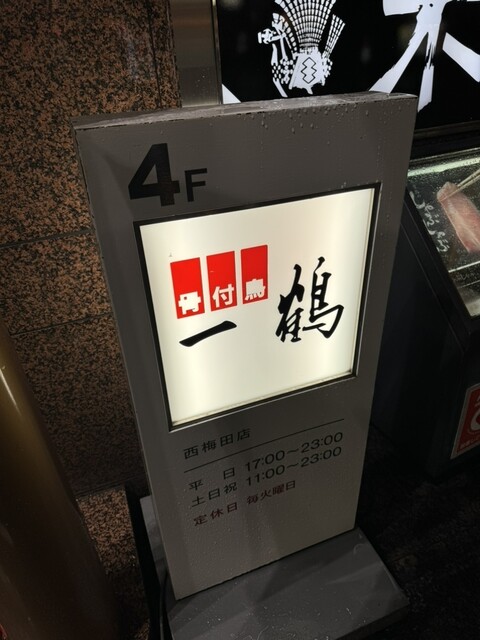 4F
骨付鳥
一鶴
西梅田店
平日 17:00～23:00
土日祝 11:00～23:00
定休日 毎火曜日